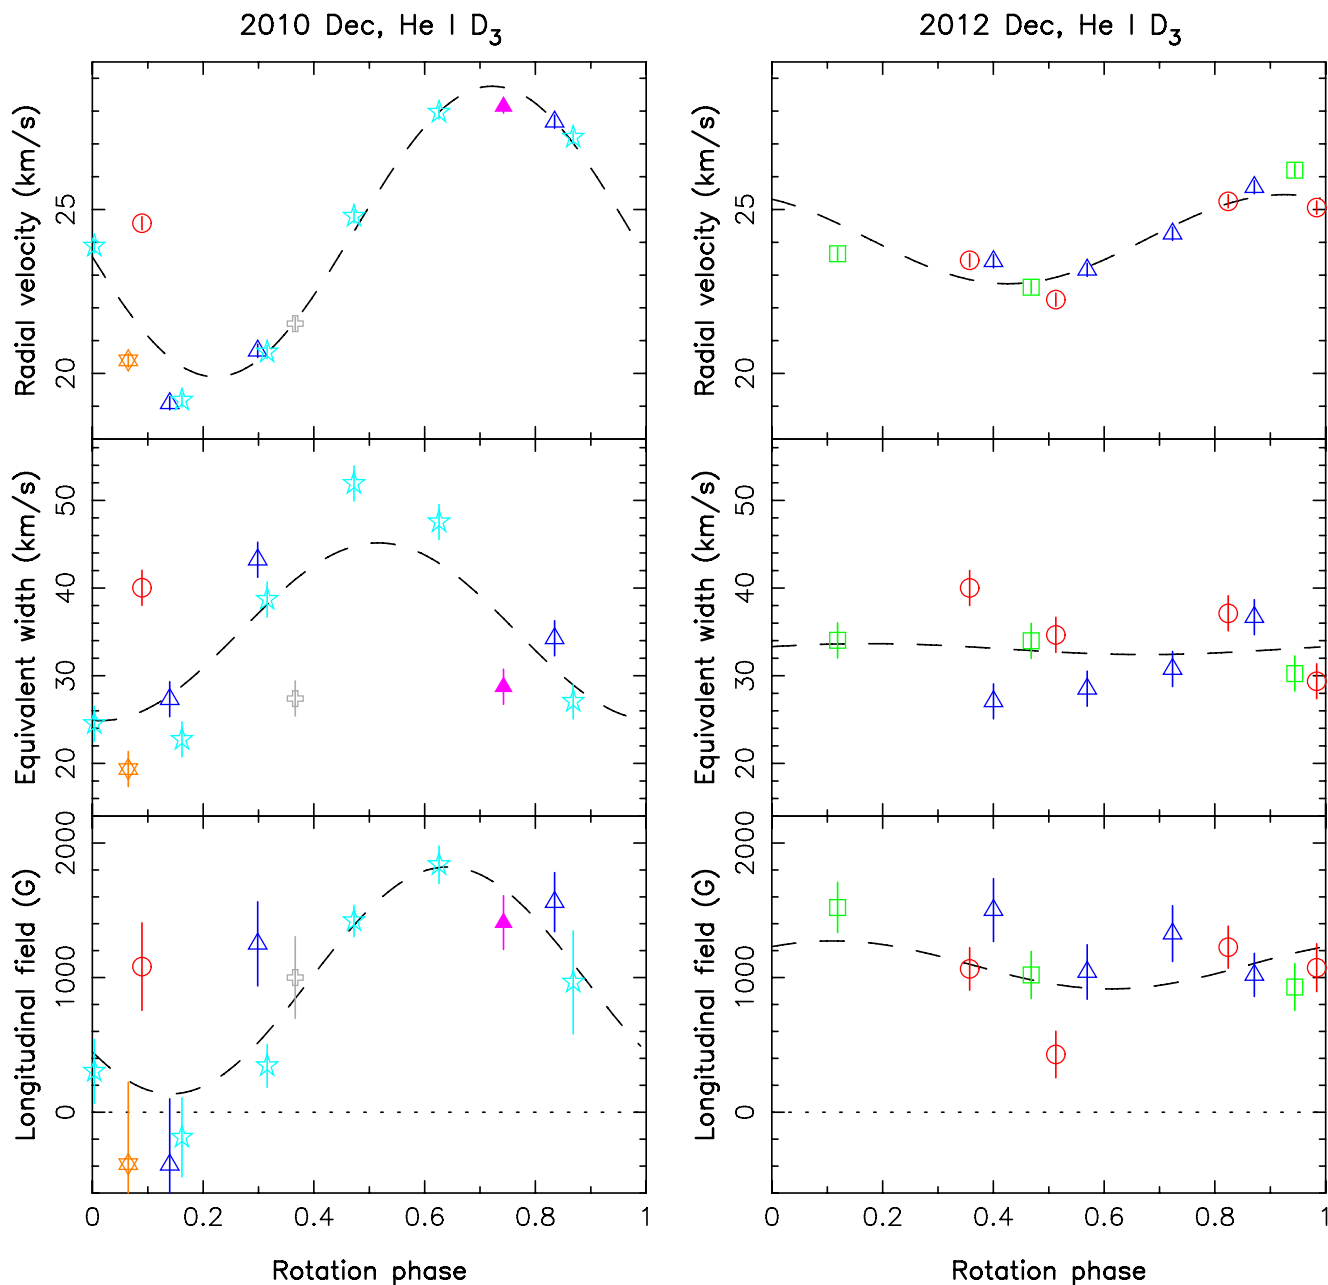 2010 Dec, He I D3
2012 Dec, He I D3
Radial velocity (km/s)
25
20
Radial velocity (km/s)
25
20
Equivalent width (km/s)
50
40
30
20
Equivalent width (km/s)
50
40
30
20
Longitudinal field (G)
2000
1000
0
Longitudinal field (G)
2000
1000
0
0 0.2 0.4 0.6 0.8 1
0 0.2 0.4 0.6 0.8 1
Rotation phase
Rotation phase